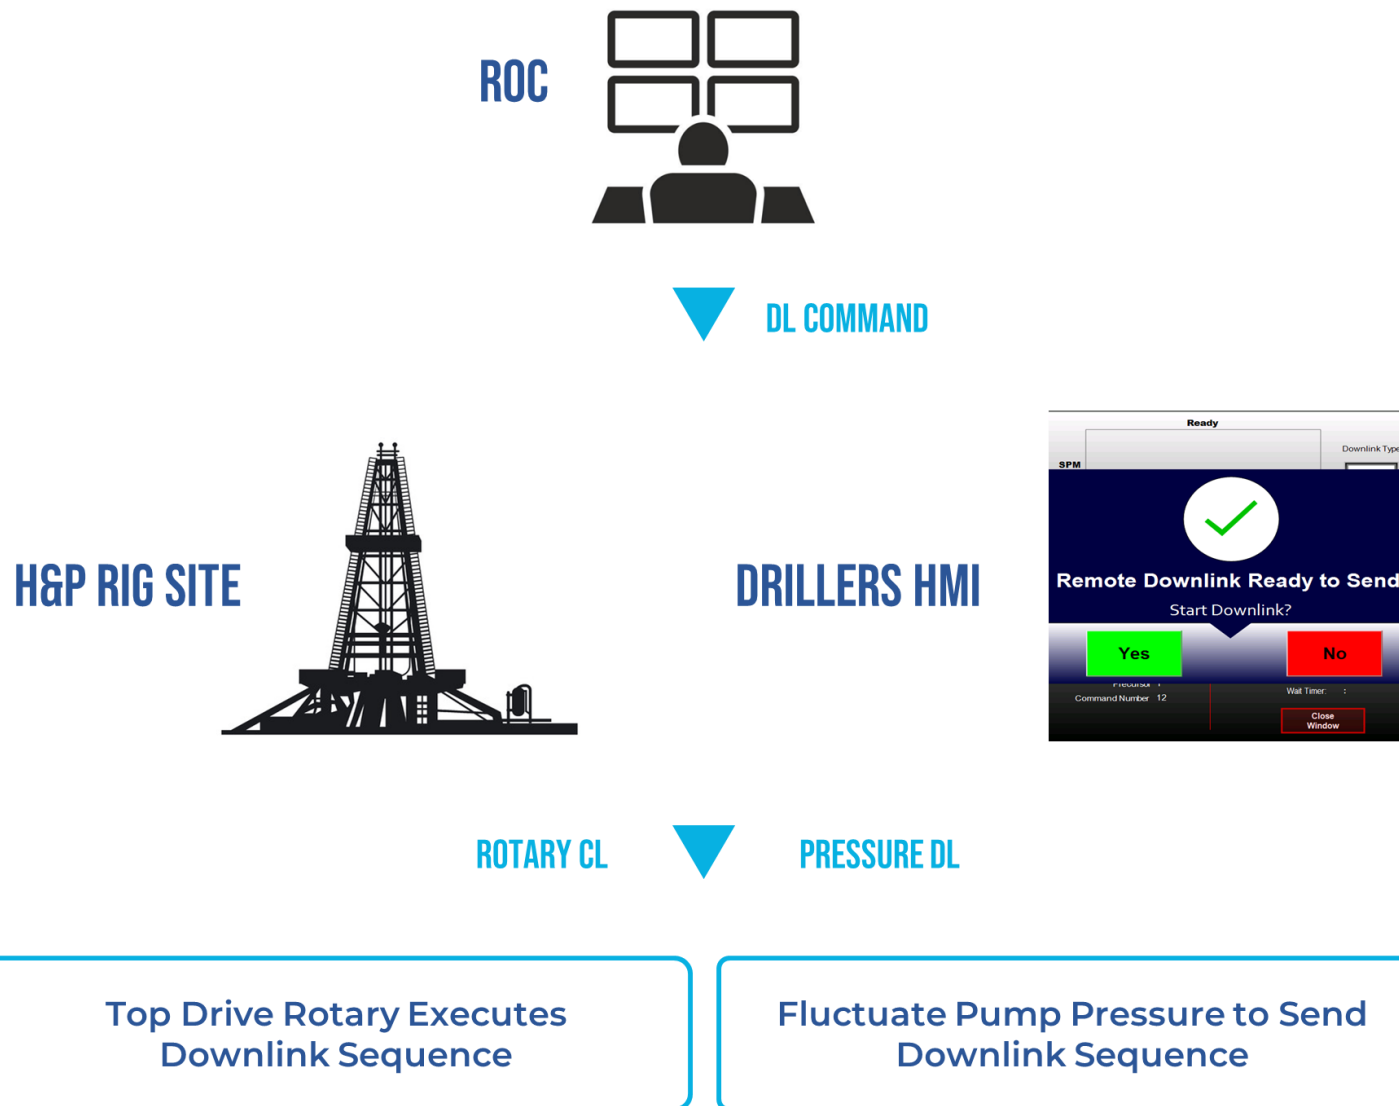 ROC
DL COMMAND
H&P RIG SITE
DRILLERS HMI
Ready
Downlink Type
SPM
Remote Downlink Ready to Send
Start Downlink?
Yes
No
Precursor 1
Command Number 12
Wait Timer: :
Close
Window
ROTARY CL
PRESSURE DL
Top Drive Rotary Executes
Downlink Sequence
Fluctuate Pump Pressure to Send
Downlink Sequence